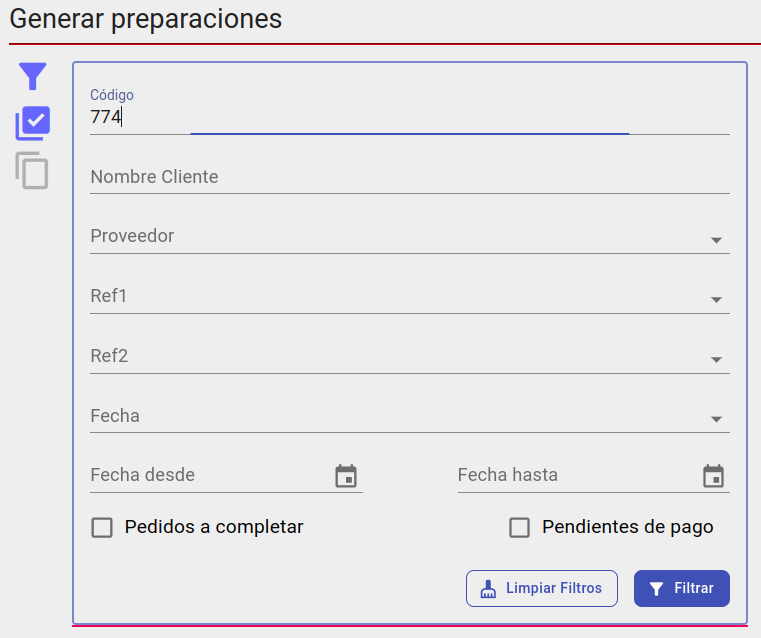 Generar preparaciones
Código
774
Nombre Cliente
Proveedor
Ref1
Ref2
Fecha
Fecha desde
Fecha hasta
Pedidos a completar
Pendientes de pago
Limpiar Filtros
Filtrar